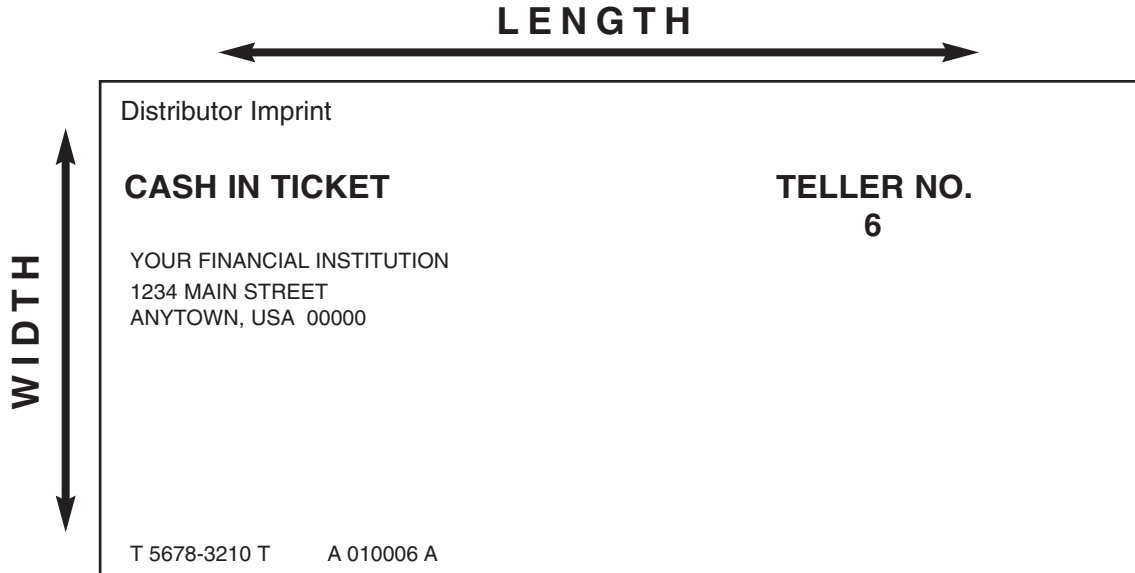 LENGTH
Distributor Imprint
CASH IN TICKET TELLER NO.
6
YOUR FINANCIAL INSTITUTION
1234 MAIN STREET
ANYTOWN, USA 00000
WIDTH
T 5678-3210 T A 010006 A